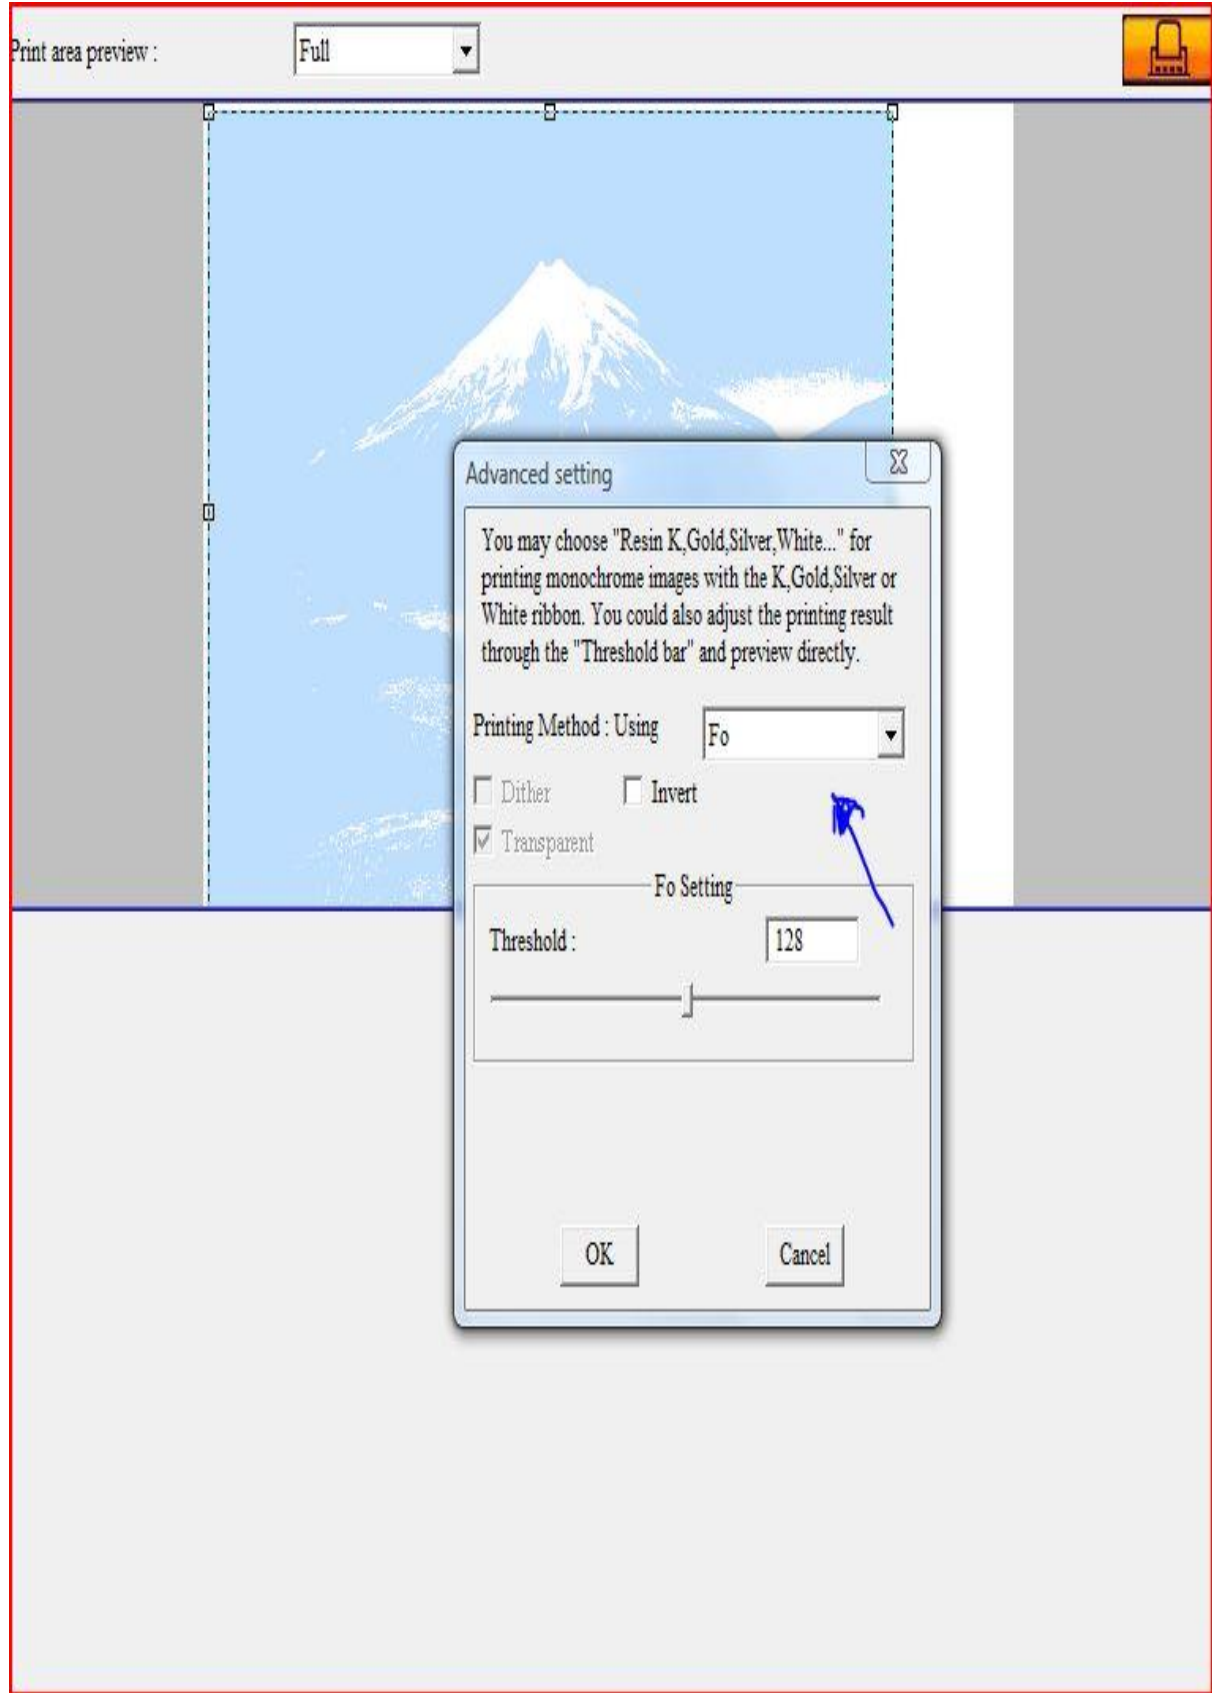 Print area preview :
Full
Advanced setting
You may choose "Resin K,Gold,Silver,White..." for
printing monochrome images with the K,Gold,Silver or
White ribbon. You could also adjust the printing result
through the "Threshold bar" and preview directly.
Printing Method : Using
Fo
Dither
Invert
Transparent
Fo Setting
Threshold :
128
OK
Cancel